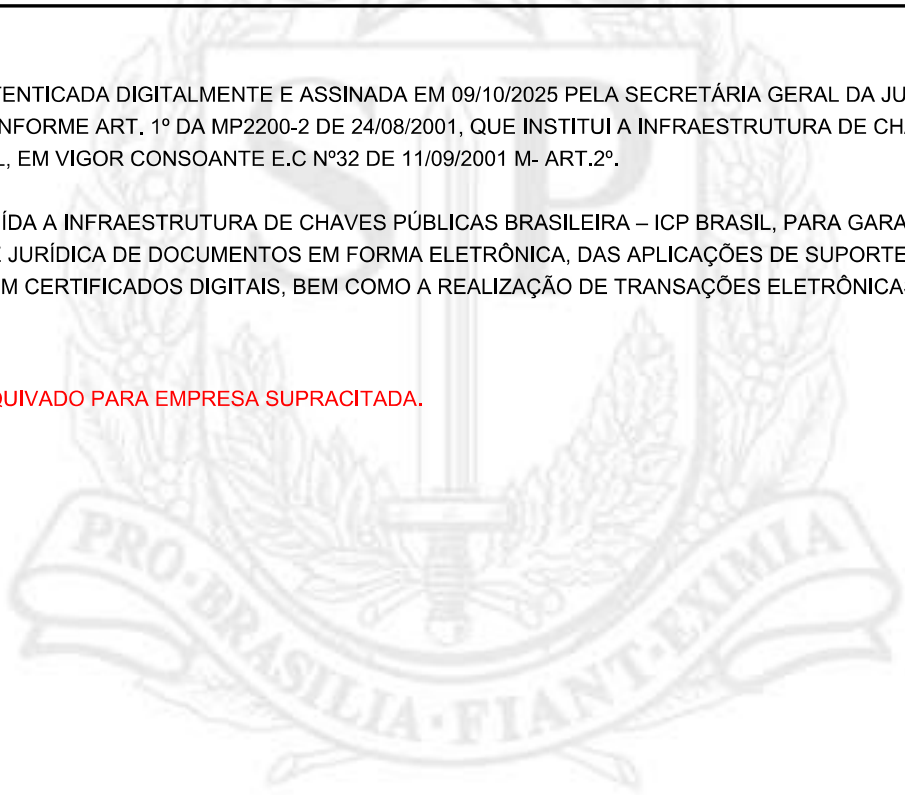 TENTICADA DIGITALMENTE E ASSINADA EM 09/10/2025 PELA SECRETÁRIA GERAL DA JU
NFORME ART. 1º DA MP2200-2 DE 24/08/2001, QUE INSTITUI A INFRAESTRUTURA DE CHA
L, EM VIGOR CONSOANTE E.C Nº32 DE 11/09/2001 M- ART.2º.
ÍDA A INFRAESTRUTURA DE CHAVES PÚBLICAS BRASILEIRA – ICP BRASIL, PARA GARA
E JURÍDICA DE DOCUMENTOS EM FORMA ELETRÔNICA, DAS APLICAÇÕES DE SUPORTE
M CERTIFICADOS DIGITAIS, BEM COMO A REALIZAÇÃO DE TRANSAÇÕES ELETRÔNICAS
QUIVADO PARA EMPRESA SUPRACITADA.
SP
PRO·BRASILIA·FIANT·EXIMIA